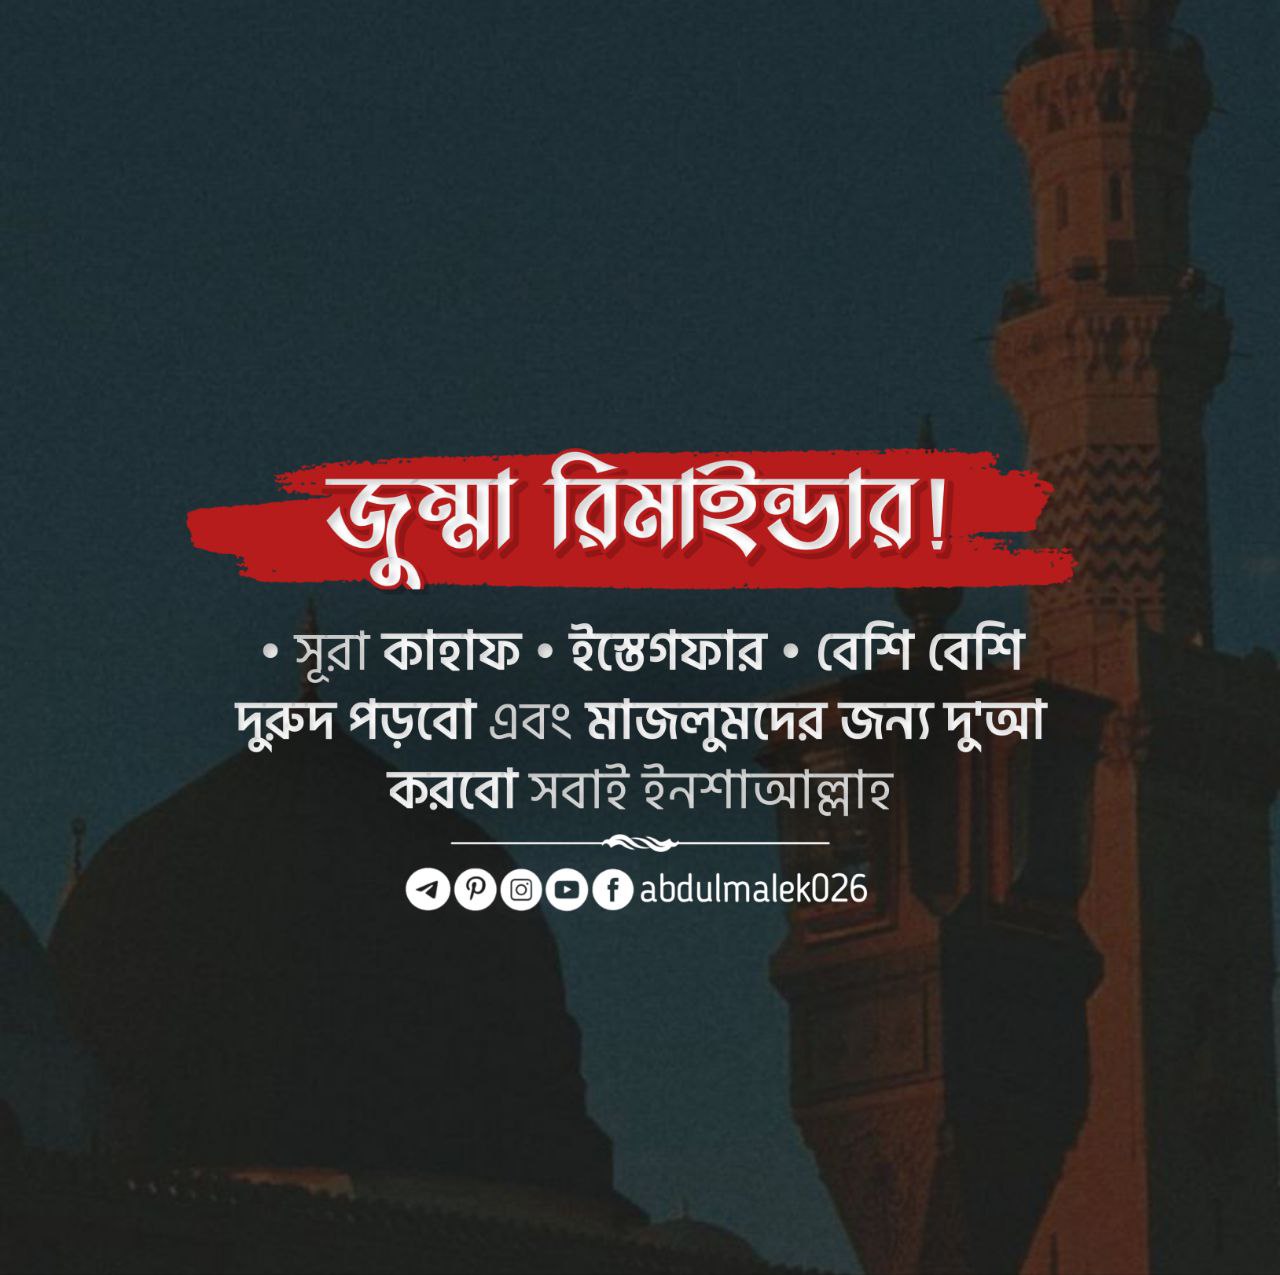 জুম্মা রিমাইন্ডার!
• সূরা কাহাফ • ইস্তেগফার • বেশি বেশি
দুরুদ পড়বো এবং মাজলুমদের জন্য দু'আ
করবো সবাই ইনশাআল্লাহ
abdulmalek026